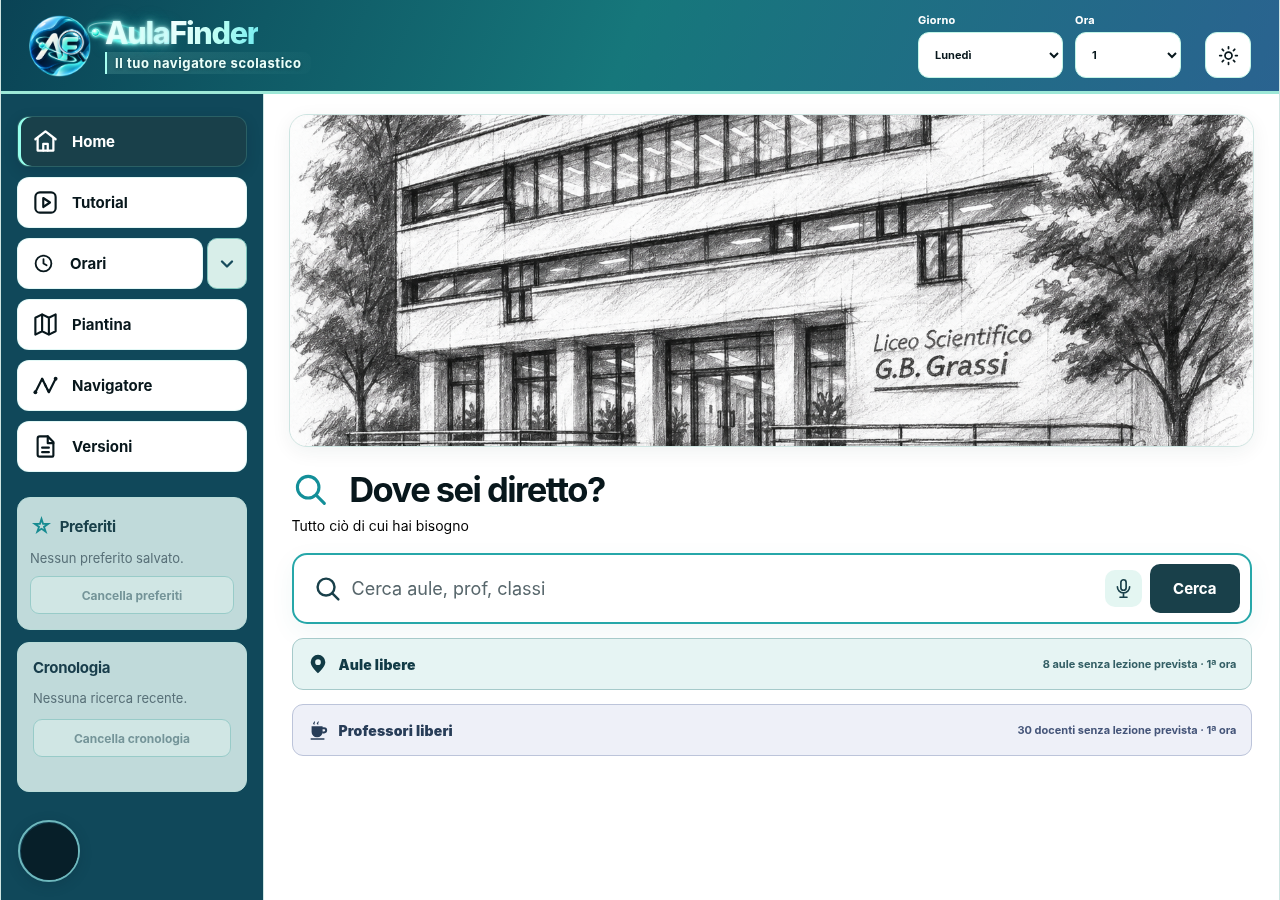 AulaFinder
Il tuo navigatore scolastico
Giorno
Ora
Lunedì
1
Home
Tutorial
Orari
Piantina
Navigatore
Versioni
Preferiti
Nessun preferito salvato.
Cancella preferiti
Cronologia
Nessuna ricerca recente.
Cancella cronologia
Liceo Scientifico
G.B. Grassi
Dove sei diretto?
Tutto ciò di cui hai bisogno
Cerca aule, prof, classi
Cerca
Aule libere
8 aule senza lezione prevista · 1ª ora
Professori liberi
30 docenti senza lezione prevista · 1ª ora